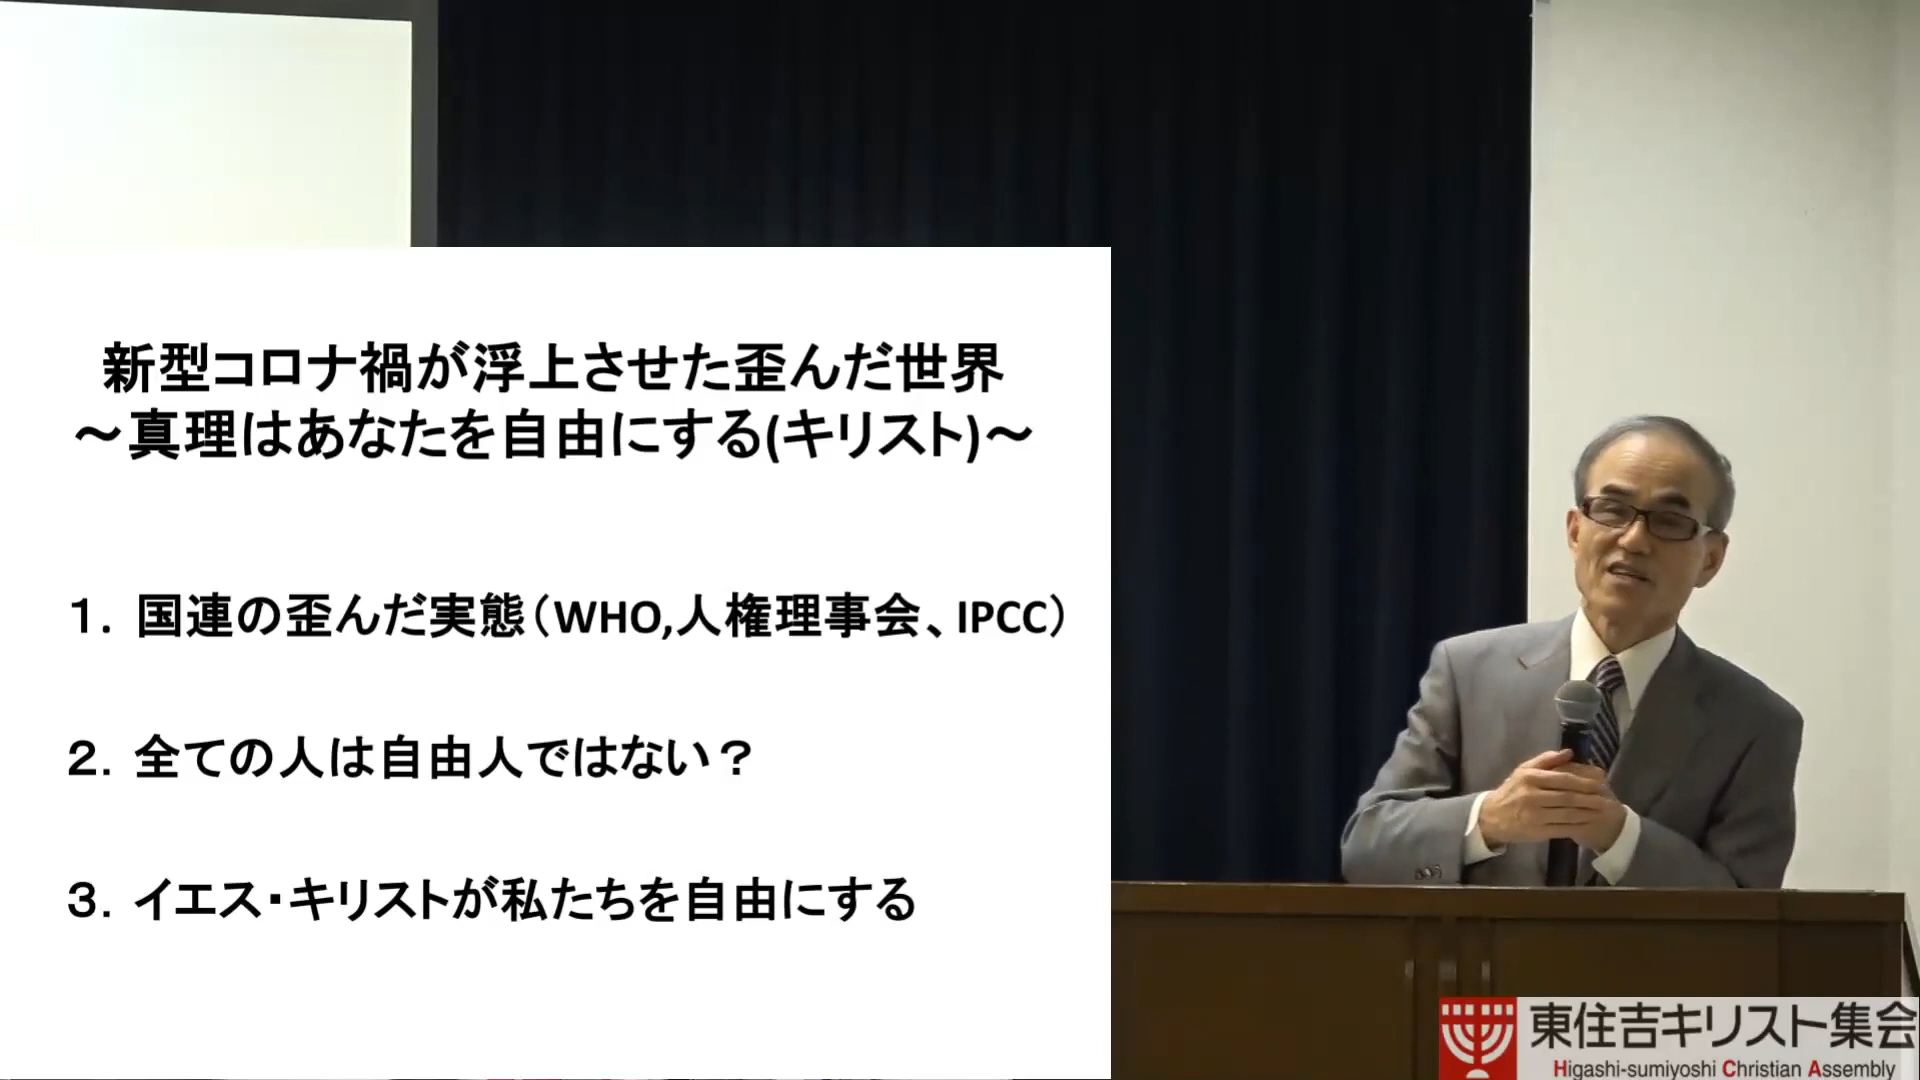 新型コロナ禍が浮上させた歪んだ世界
～真理はあなたを自由にする(キリスト)～
１．国連の歪んだ実態（WHO,人権理事会、IPCC）
２．全ての人は自由人ではない？
３．イエス・キリストが私たちを自由にする
東住吉キリスト集会
Higashi-sumiyoshi Christian Assembly